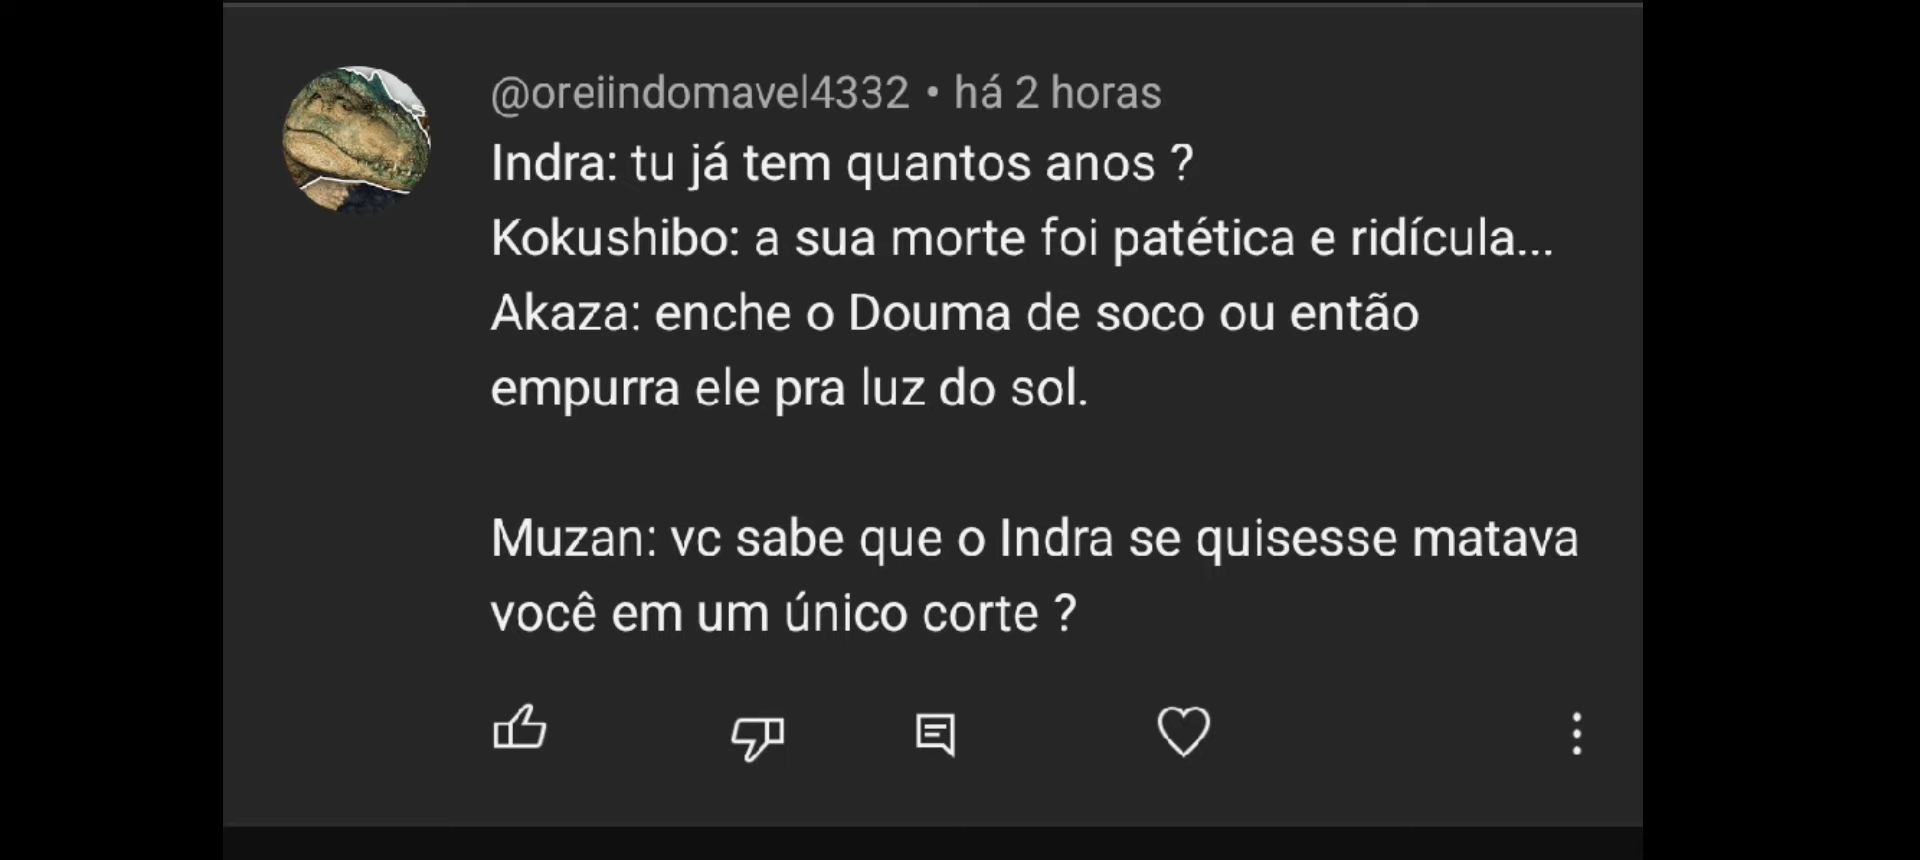 @oreiindomavel4332 • há 2 horas
Indra: tu já tem quantos anos ?
Kokushibo: a sua morte foi patética e ridícula...
Akaza: enche o Douma de soco ou então
empurra ele pra luz do sol.
Muzan: vc sabe que o Indra se quisesse matava
você em um único corte ?